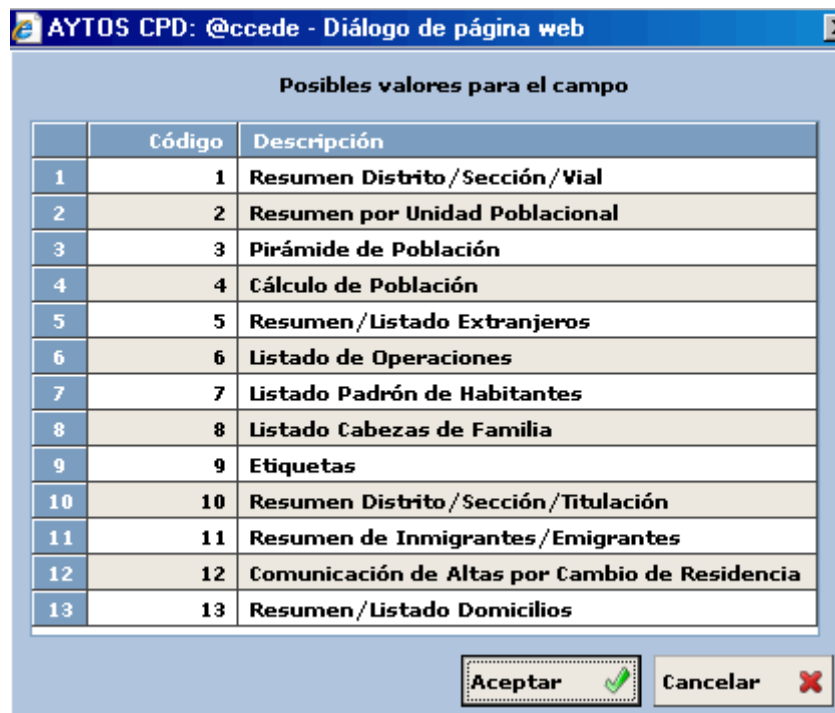 AYTOS CPD: @ccede - Diálogo de página web
Posibles valores para el campo
Código Descripción
1 1 Resumen Distrito/Sección/Vial
2 2 Resumen por Unidad Poblacional
3 3 Pirámide de Población
4 4 Cálculo de Población
5 5 Resumen/Listado Extranjeros
6 6 Listado de Operaciones
7 7 Listado Padrón de Habitantes
8 8 Listado Cabezas de Familia
9 9 Etiquetas
10 10 Resumen Distrito/Sección/Titulación
11 11 Resumen de Inmigrantes/Emigrantes
12 12 Comunicación de Altas por Cambio de Residencia
13 13 Resumen/Listado Domicilios
Aceptar Cancelar